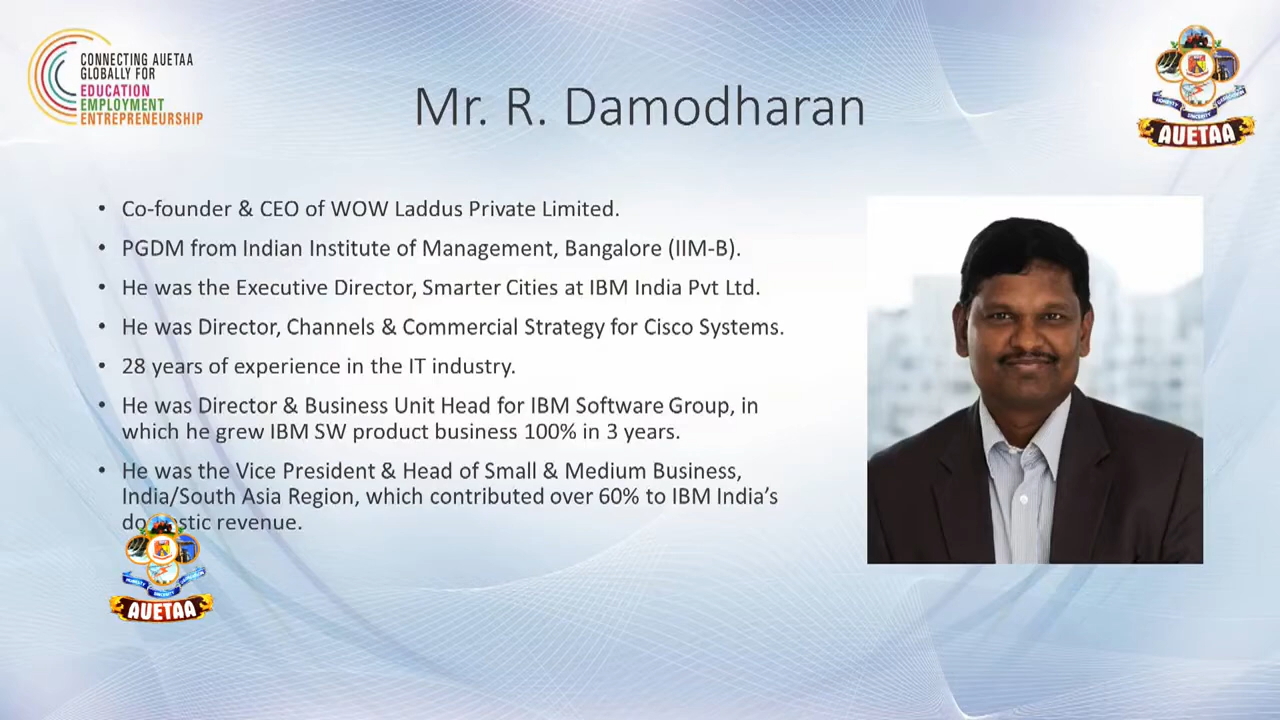 CONNECTING AUETAA
GLOBALLY FOR
EDUCATION
EMPLOYMENT
ENTREPRENEURSHIP
Mr. R. Damodharan
AUETAA
• Co-founder & CEO of WOW Laddus Private Limited.
• PGDM from Indian Institute of Management, Bangalore (IIM-B).
• He was the Executive Director, Smarter Cities at IBM India Pvt Ltd.
• He was Director, Channels & Commercial Strategy for Cisco Systems.
• 28 years of experience in the IT industry.
• He was Director & Business Unit Head for IBM Software Group, in
which he grew IBM SW product business 100% in 3 years.
• He was the Vice President & Head of Small & Medium Business,
India/South Asia Region, which contributed over 60% to IBM India's
revenue.
AUETAA